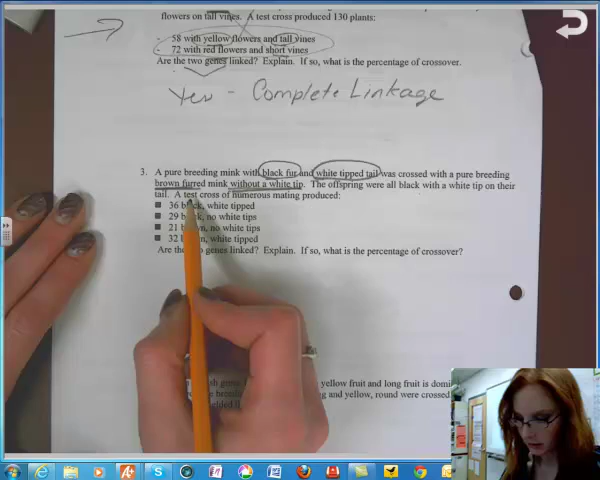 flowers on tall vines. A test cross produced 130 plants:
58 with yellow flowers and tall vines
72 with red flowers and short vines
Are the two genes linked? Explain. If so, what is the percentage of crossover.
Yes - Complete Linkage
3. A pure breeding mink with black fur and white tipped tail was crossed with a pure breeding
brown furred mink without a white tip. The offspring were all black with a white tip on their
tail. A test cross of numerous mating produced:
36 black, white tipped
29 black, no white tips
21 brown, no white tips
32 brown, white tipped
Are the two genes linked? Explain. If so, what is the percentage of crossover?
yellow fruit and long fruit is
and yellow, round were crossed